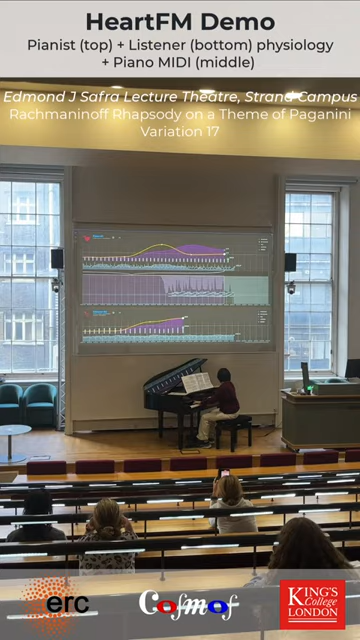 HeartFM Demo
Pianist (top) + Listener (bottom) physiology
+ Piano MIDI (middle)
Edmond J Safra Lecture Theatre, Strand Campus
Rachmaninoff Rhapsody on a Theme of Paganini
Variation 17
erc
Cosmos
KING'S
College
LONDON